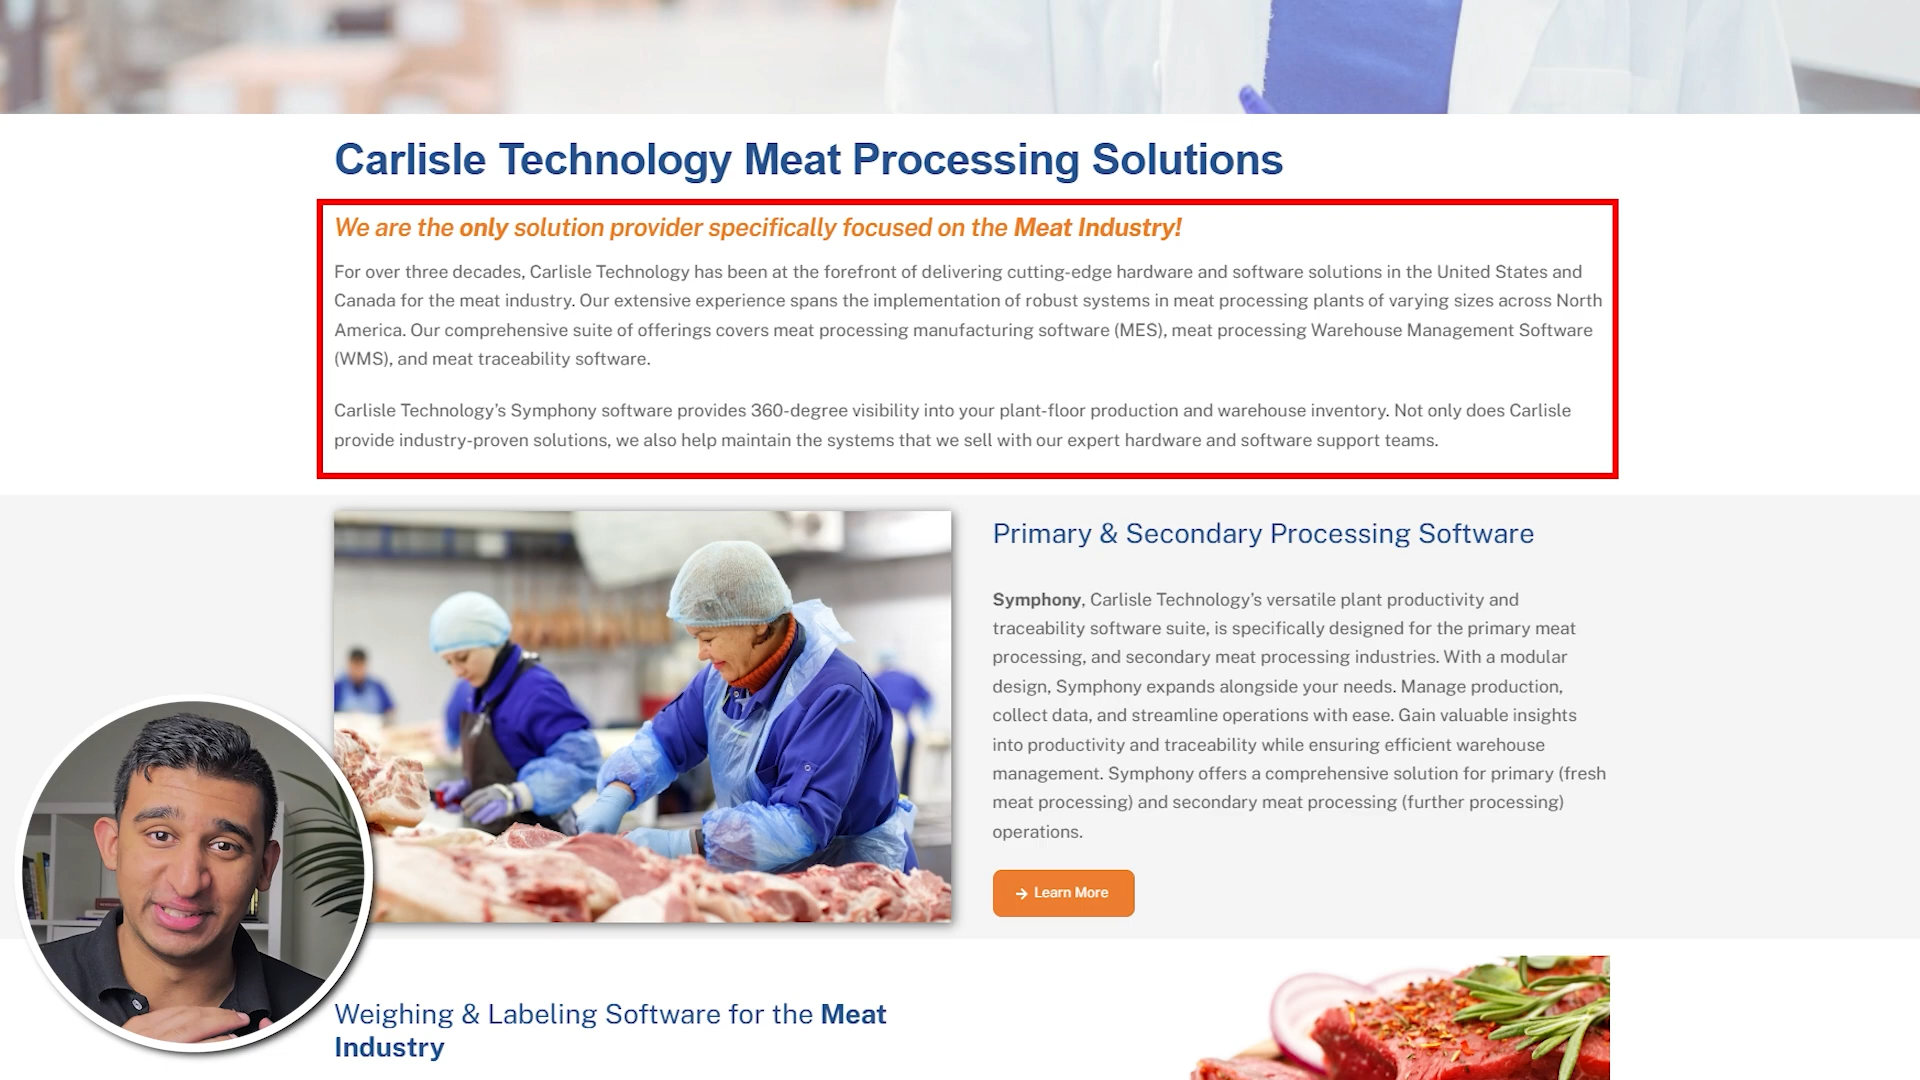 Carlisle Technology Meat Processing Solutions
We are the only solution provider specifically focused on the Meat Industry!
For over three decades, Carlisle Technology has been at the forefront of delivering cutting-edge hardware and software solutions in the United States and
Canada for the meat industry. Our extensive experience spans the implementation of robust systems in meat processing plants of varying sizes across North
America. Our comprehensive suite of offerings covers meat processing manufacturing software (MES), meat processing Warehouse Management Software
(WMS), and meat traceability software.
Carlisle Technology’s Symphony software provides 360-degree visibility into your plant-floor production and warehouse inventory. Not only does Carlisle
provide industry-proven solutions, we also help maintain the systems that we sell with our expert hardware and software support teams.
Primary & Secondary Processing Software
Symphony, Carlisle Technology’s versatile plant productivity and
traceability software suite, is specifically designed for the primary meat
processing, and secondary meat processing industries. With a modular
design, Symphony expands alongside your needs. Manage production,
collect data, and streamline operations with ease. Gain valuable insights
into productivity and traceability while ensuring efficient warehouse
management. Symphony offers a comprehensive solution for primary (fresh
meat processing) and secondary meat processing (further processing)
operations.
→ Learn More
Weighing & Labeling Software for the Meat
Industry